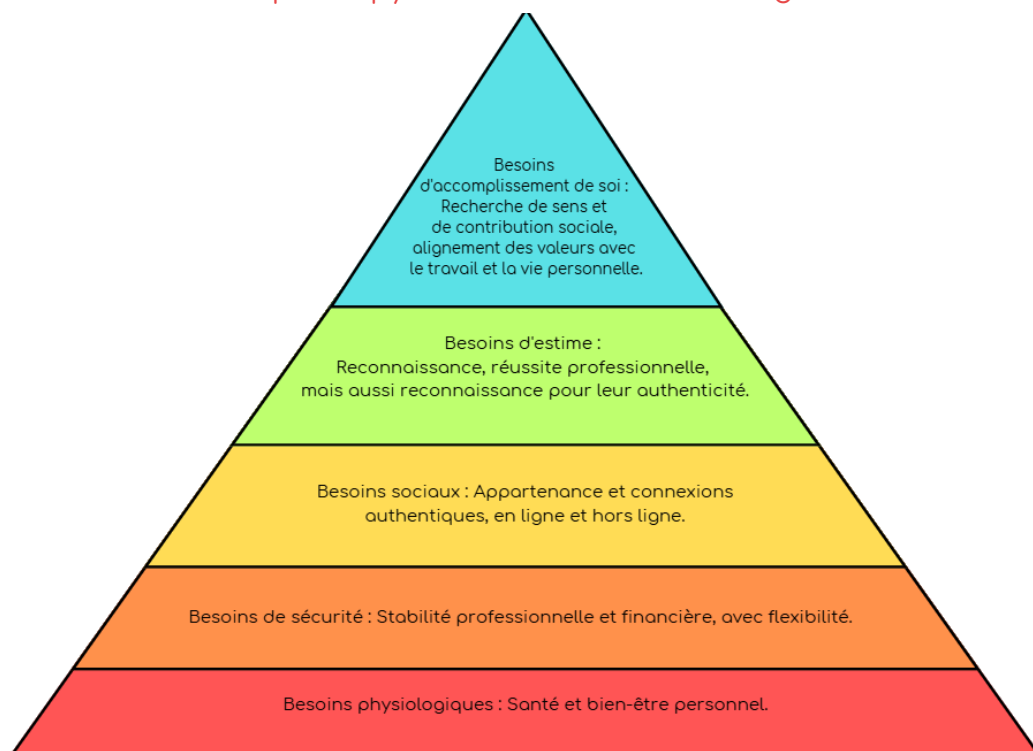 Besoins
d'accomplissement de soi :
Recherche de sens et
de contribution sociale,
alignement des valeurs avec
le travail et la vie personnelle.
Besoins d'estime :
Reconnaissance, réussite professionnelle,
mais aussi reconnaissance pour leur authenticité.
Besoins sociaux : Appartenance et connexions
authentiques, en ligne et hors ligne.
Besoins de sécurité : Stabilité professionnelle et financière, avec flexibilité.
Besoins physiologiques : Santé et bien-être personnel.